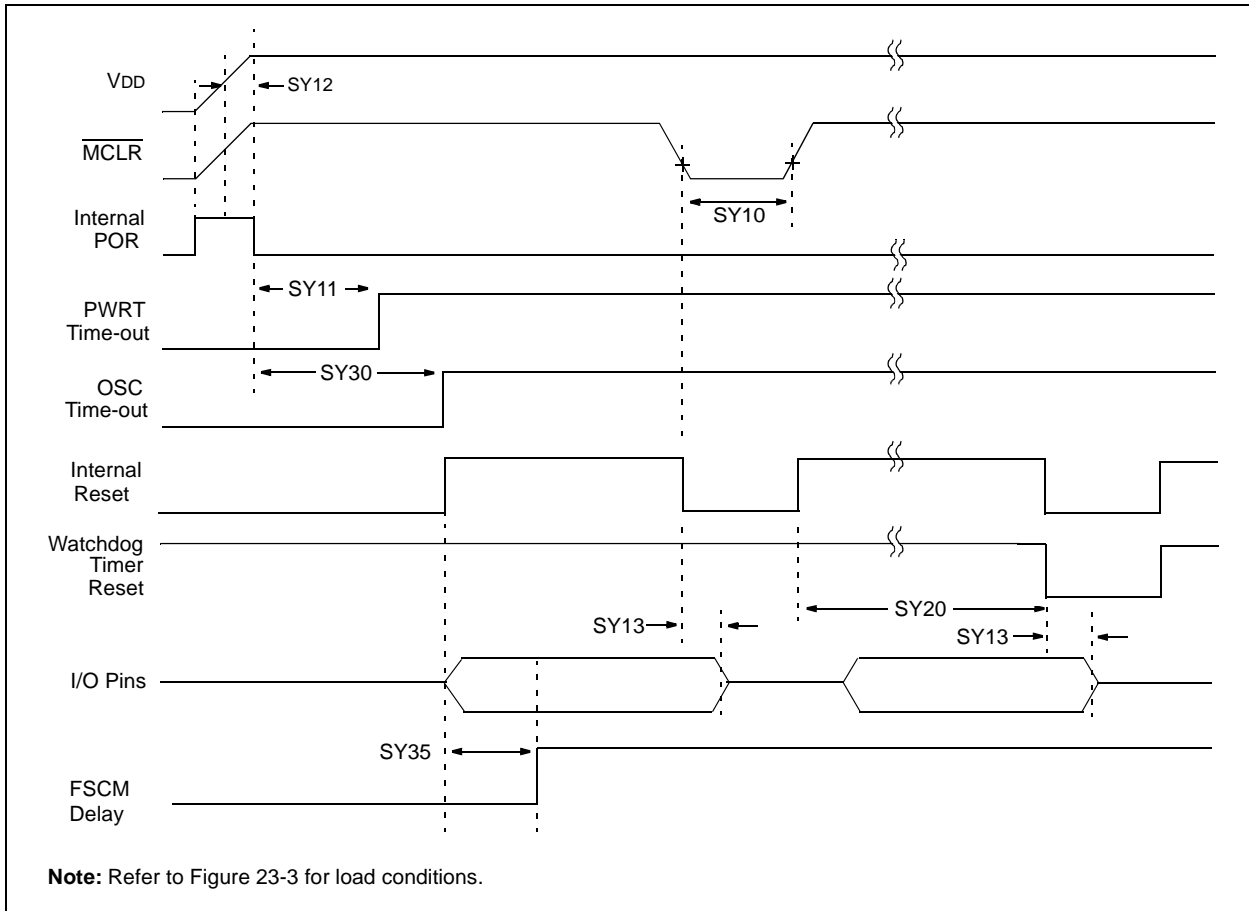 VDD
SY12
MCLR
SY10
Internal
POR
SY11
PWRT
Time-out
SY30
OSC
Time-out
Internal
Reset
Watchdog
Timer
Reset
SY20
SY13
SY13
I/O Pins
SY35
FSCM
Delay
Note: Refer to Figure 23-3 for load conditions.